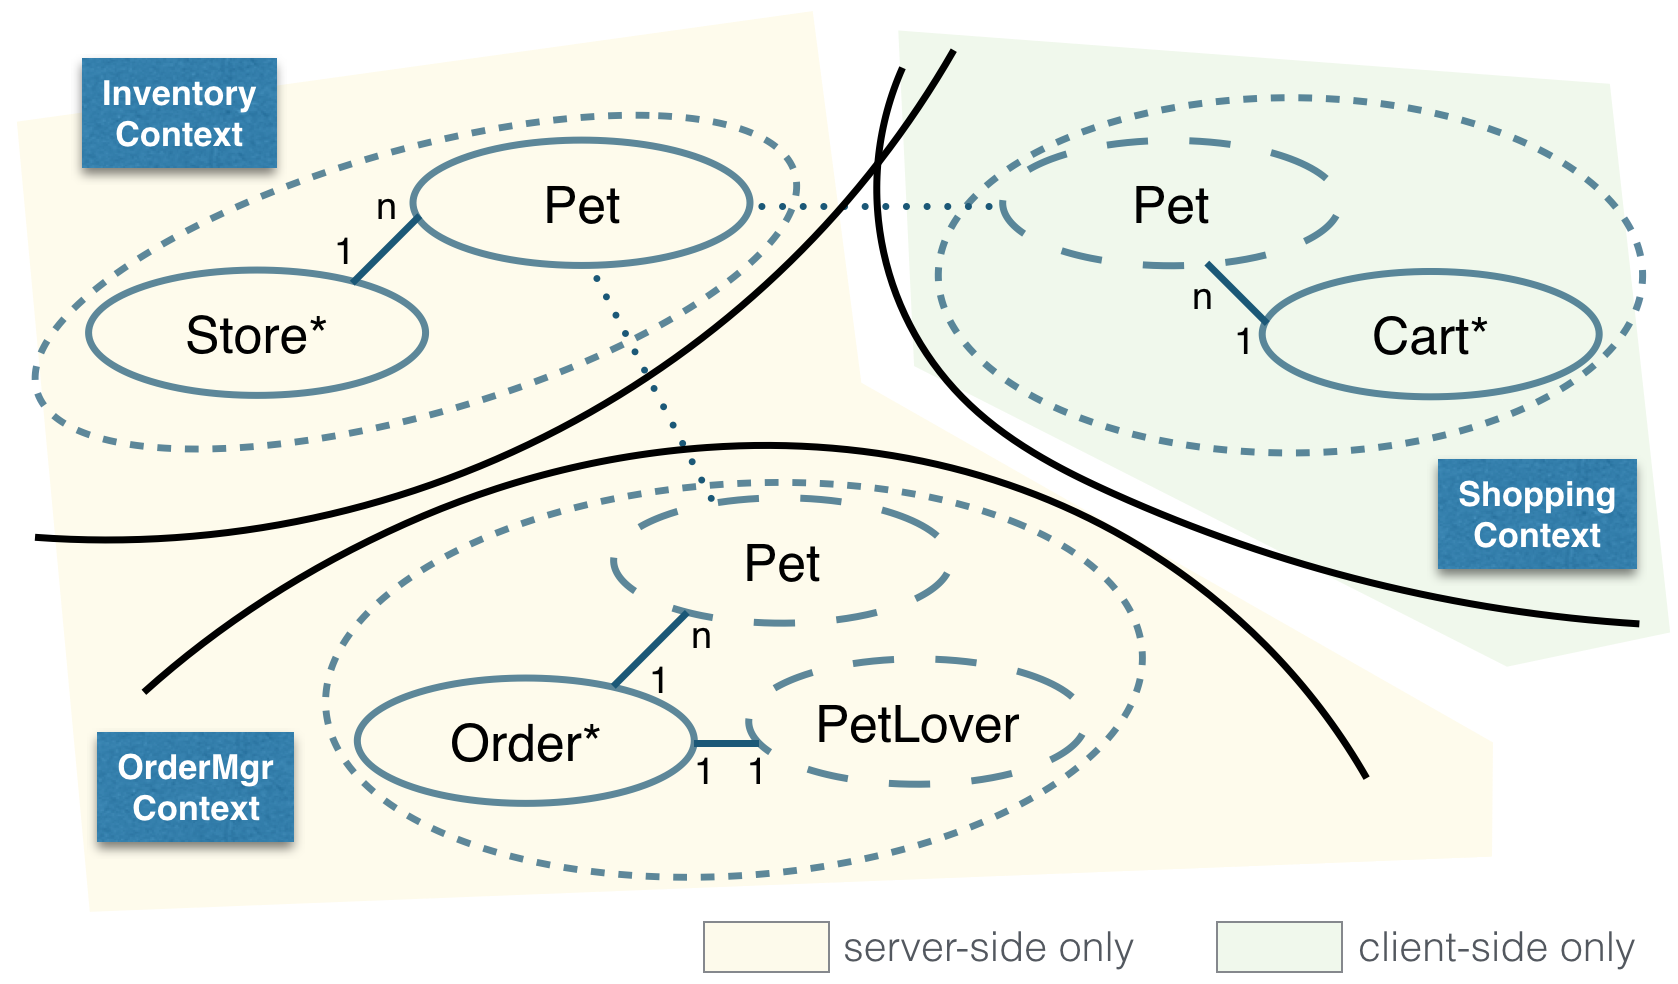 Inventory
Context
Pet
n
1
Store*
Pet
n
1
Cart*
Shopping
Context
Pet
n
1
Order*
PetLover
1 1
OrderMgr
Context
server-side only
client-side only